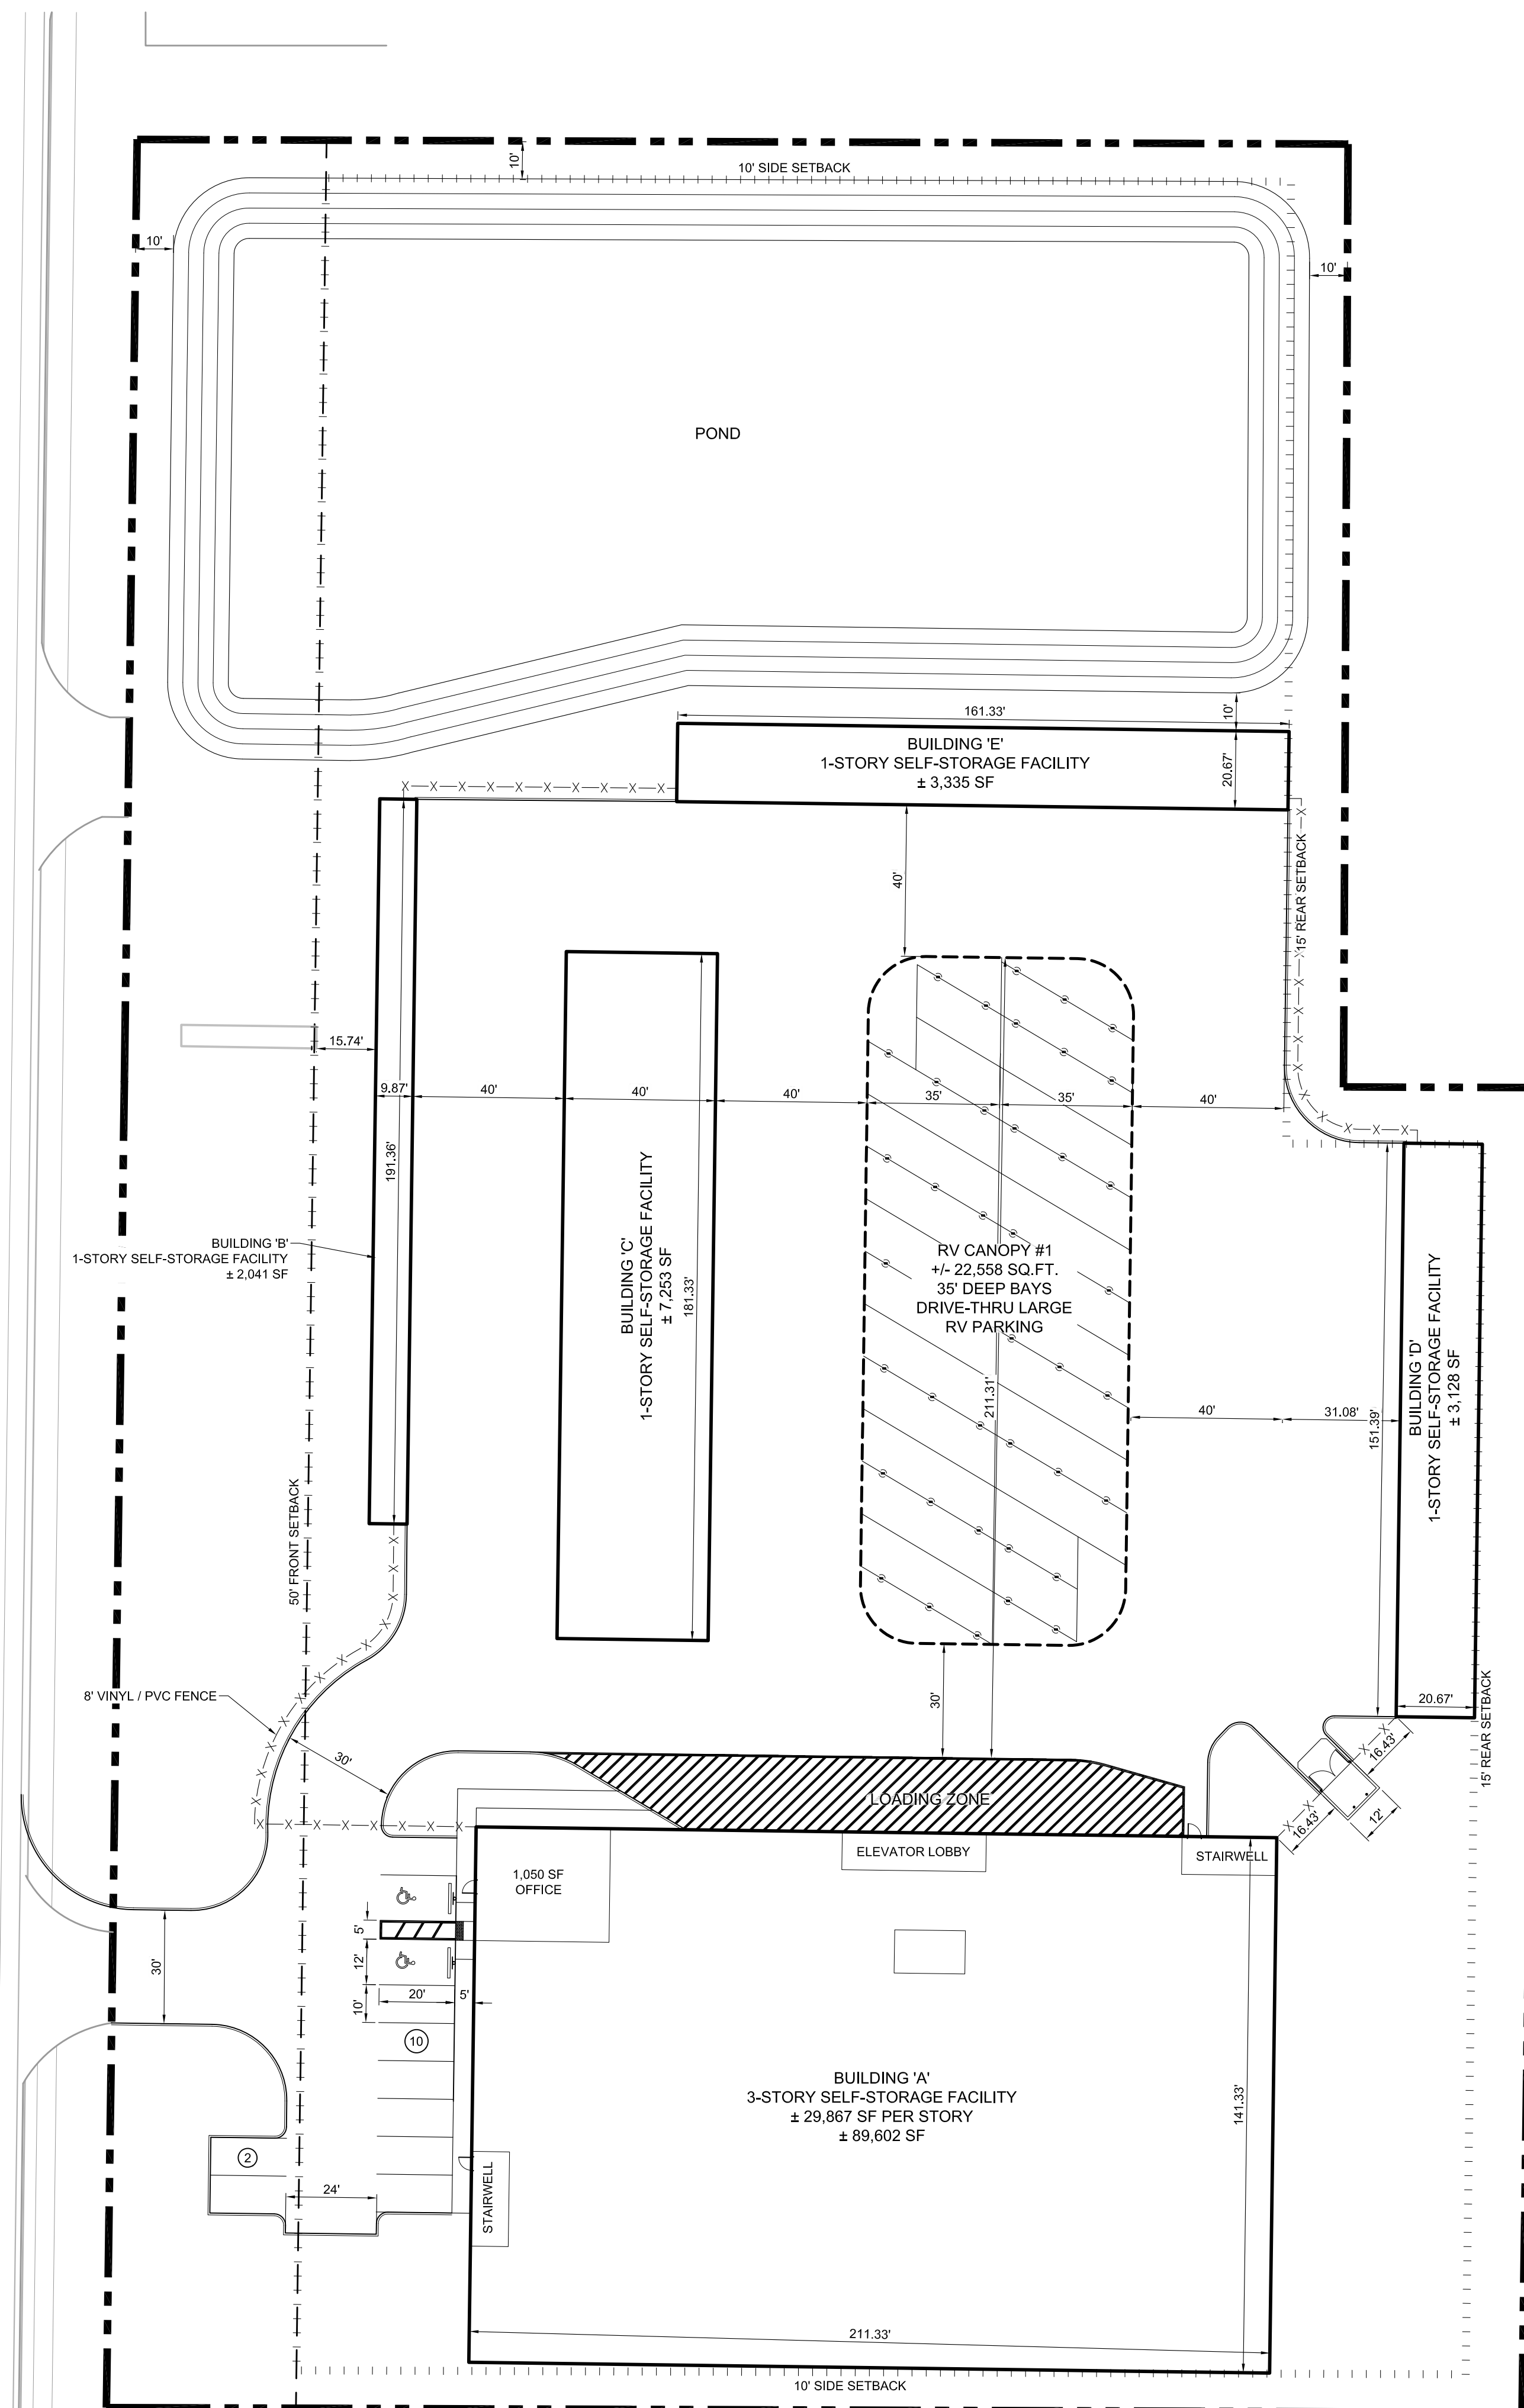 10'
10' SIDE SETBACK
10'
10'
POND
161.33'
10'
BUILDING 'E'
1-STORY SELF-STORAGE FACILITY
± 3,335 SF
20.67'
X X X X X X X X
40'
15' REAR SETBACK
15.74'
9.87'
40'
40'
40'
35'
35'
40'
191.36'
BUILDING 'C'
1-STORY SELF-STORAGE FACILITY
± 7,253 SF
181.33'
BUILDING 'B'
1-STORY SELF-STORAGE FACILITY
± 2,041 SF
RV CANOPY #1
+/- 22,558 SQ.FT.
35' DEEP BAYS
DRIVE-THRU LARGE
RV PARKING
211.31'
40'
31.08'
151.39'
BUILDING 'D'
1-STORY SELF-STORAGE FACILITY
± 3,128 SF
50' FRONT SETBACK
8' VINYL / PVC FENCE
30'
30'
20.67'
15' REAR SETBACK
16.43'
16.43'
12'
LOADING ZONE
ELEVATOR LOBBY
STAIRWELL
1,050 SF
OFFICE
5'
12'
10'
20'
5'
30'
10
2
24'
STAIRWELL
BUILDING 'A'
3-STORY SELF-STORAGE FACILITY
± 29,867 SF PER STORY
± 89,602 SF
141.33'
211.33'
10' SIDE SETBACK